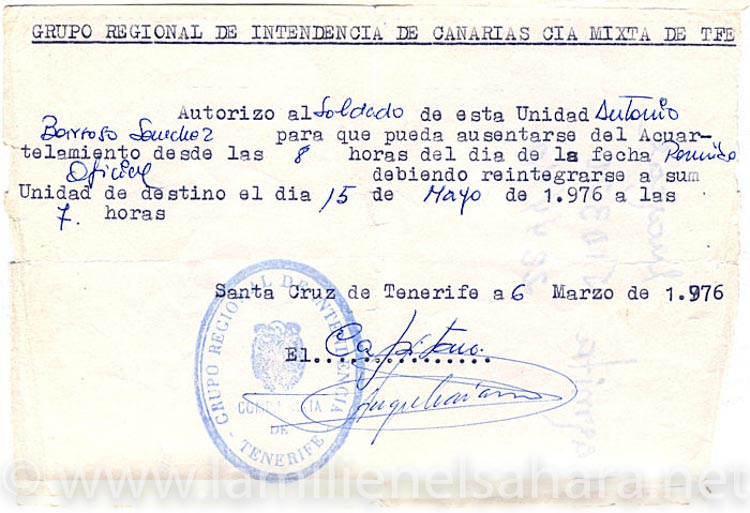 GRUPO REGIONAL DE INTENDENCIA DE CANARIAS CIA MIXTA DE TFE
Autorizo al Soldado de esta Unidad Antonio
Barroso Sanchez para que pueda ausentarse del Acuar-
telamiento desde las 8 horas del dia de la fecha Permiso
Oficial debiendo reintegrarse a sum
Unidad de destino el dia 15 de Mayo de 1.976 a las
7. horas
Santa Cruz de Tenerife a 6 Marzo de 1.976
El Capitano.
GRUPO REGIONAL DE INTENDENCIA
COMPAÑIA
DE
- TENERIFE -
© www.lamilienelsahara.net